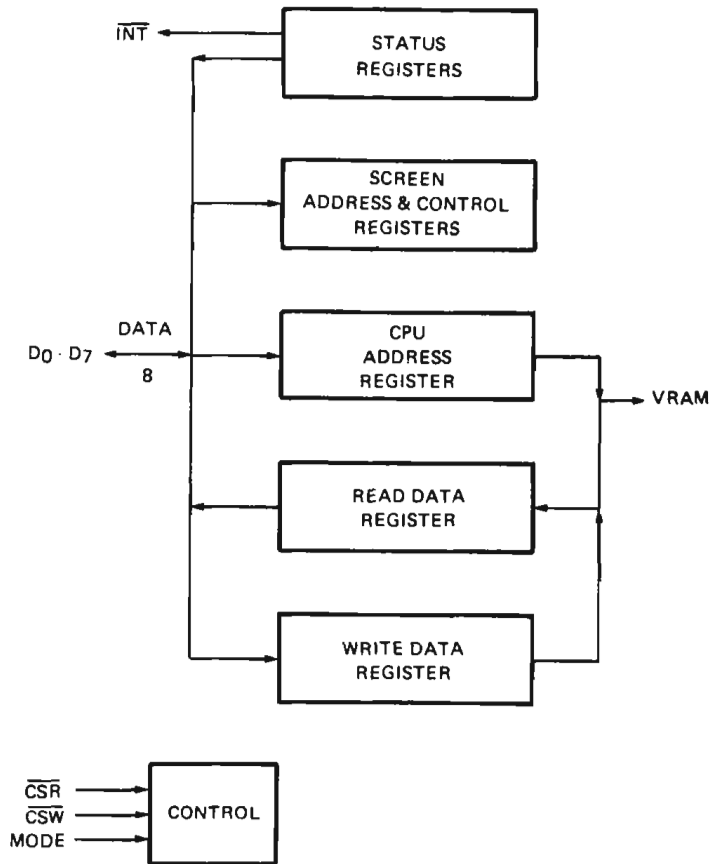 INT
STATUS
REGISTERS
SCREEN
ADDRESS & CONTROL
REGISTERS
DATA
D0 · D7
8
CPU
ADDRESS
REGISTER
VRAM
READ DATA
REGISTER
WRITE DATA
REGISTER
CSR
CSW
MODE
CONTROL